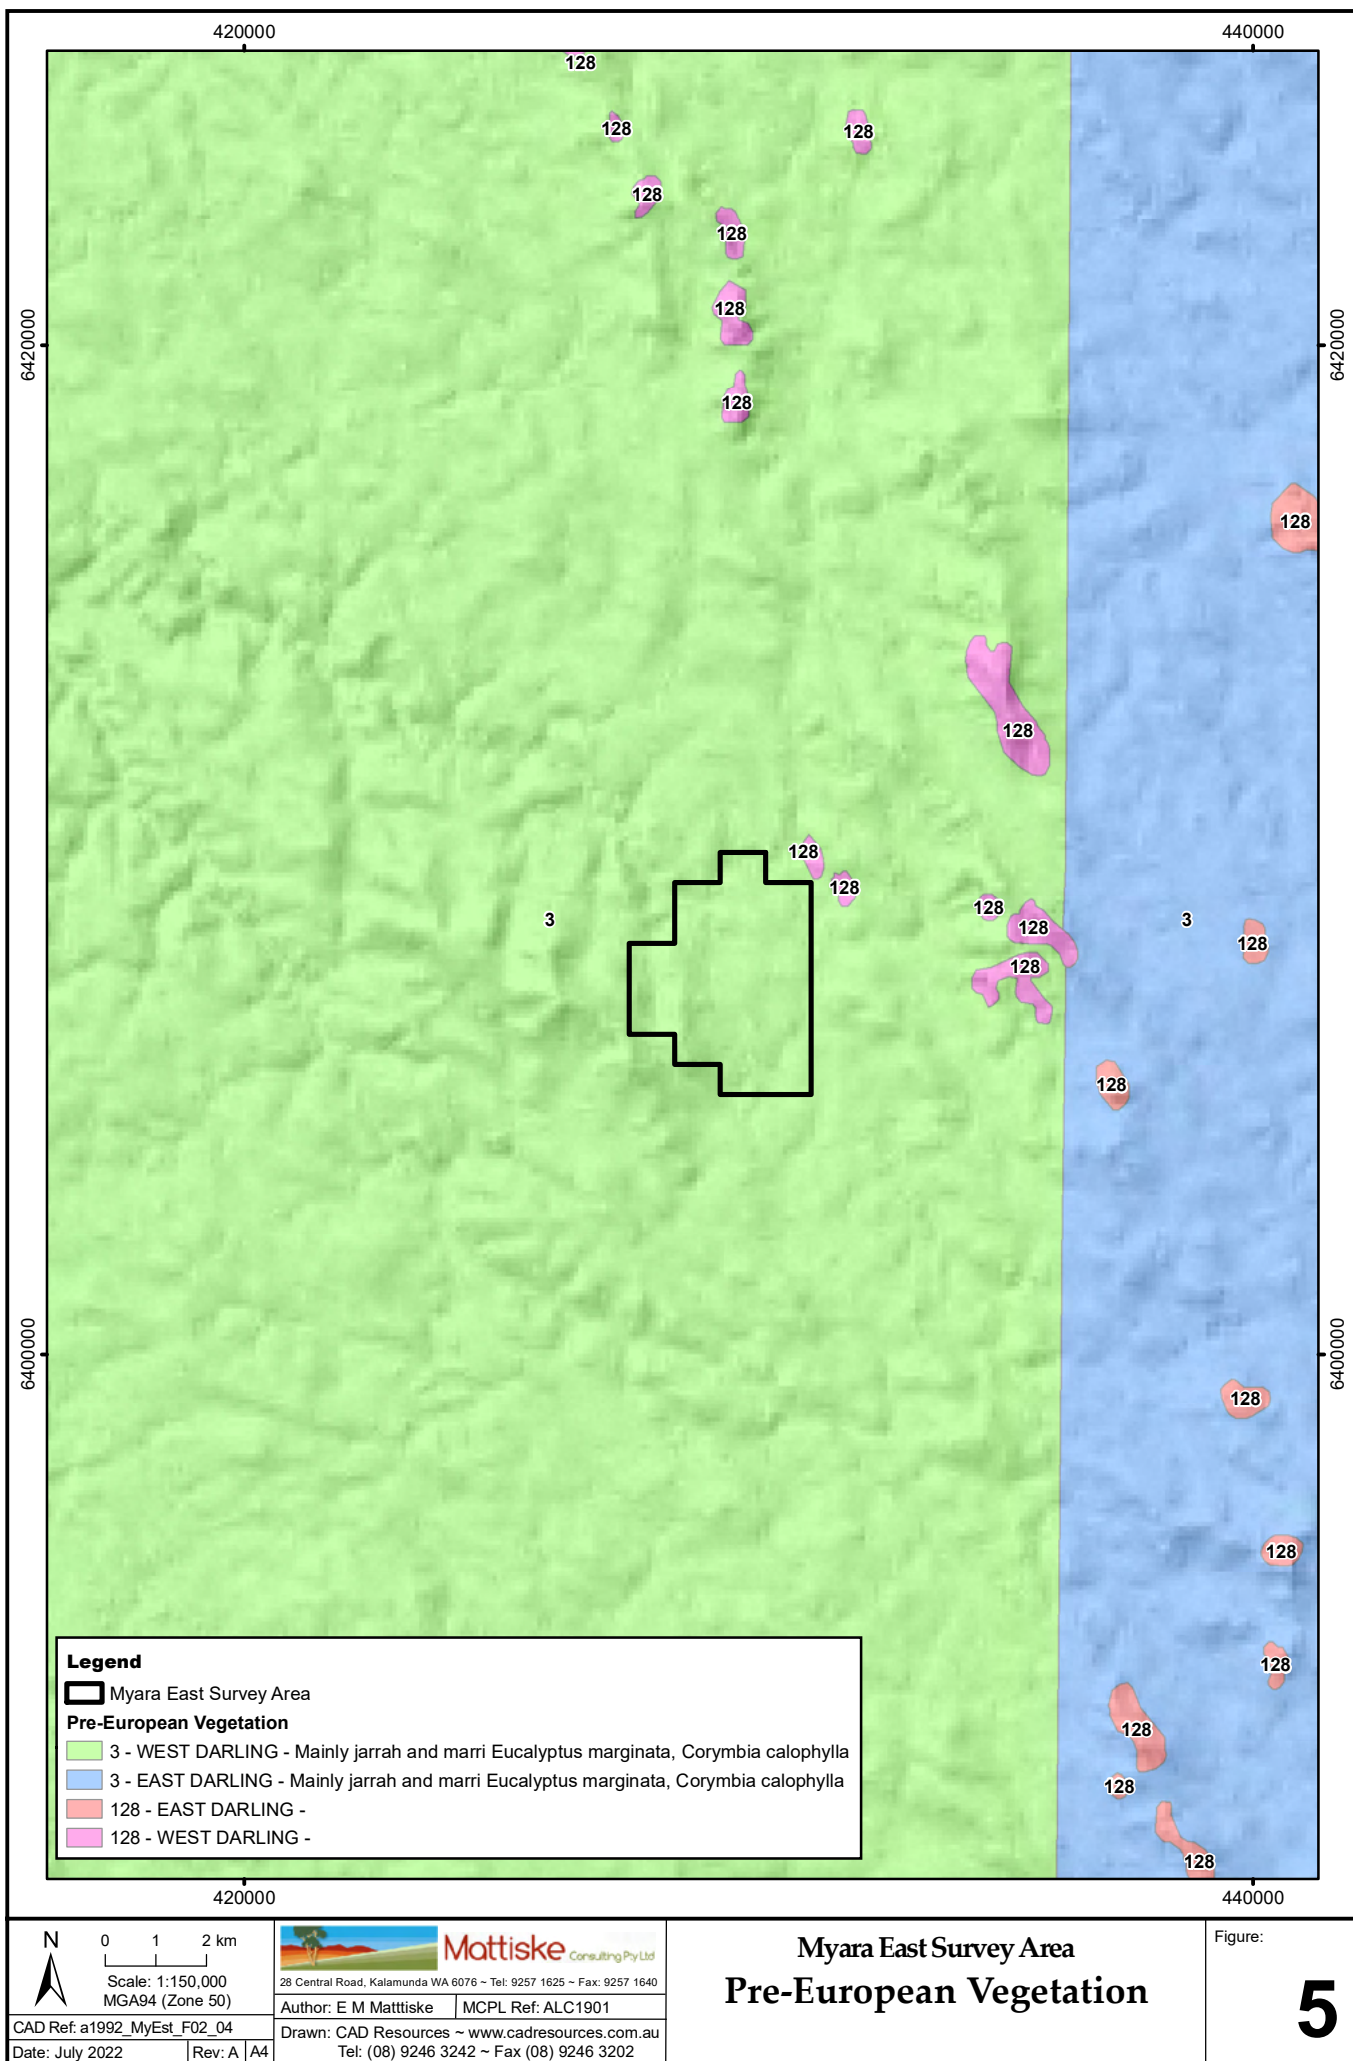 420000
440000
128
128
128
128
128
128
6420000
6420000
128
128
128
128
128
128
3
128
3
128
128
128
128
6400000
6400000
128
128
128
128
128
128
Legend
Myara East Survey Area
Pre-European Vegetation
3 - WEST DARLING - Mainly jarrah and marri Eucalyptus marginata, Corymbia calophylla
3 - EAST DARLING - Mainly jarrah and marri Eucalyptus marginata, Corymbia calophylla
128 - EAST DARLING -
128 - WEST DARLING -
420000
440000
N
0 1 2 km
Scale: 1:150,000
MGA94 (Zone 50)
CAD Ref: a1992_MyEst_F02_04
Date: July 2022
Rev: A
A4
Mattiske Consulting Pty Ltd
28 Central Road, Kalamunda WA 6076 ~ Tel: 9257 1625 ~ Fax: 9257 1640
Author: E M Matttiske
MCPL Ref: ALC1901
Drawn: CAD Resources ~ www.cadresources.com.au
Tel: (08) 9246 3242 ~ Fax (08) 9246 3202
Myara East Survey Area
Pre-European Vegetation
Figure:
5